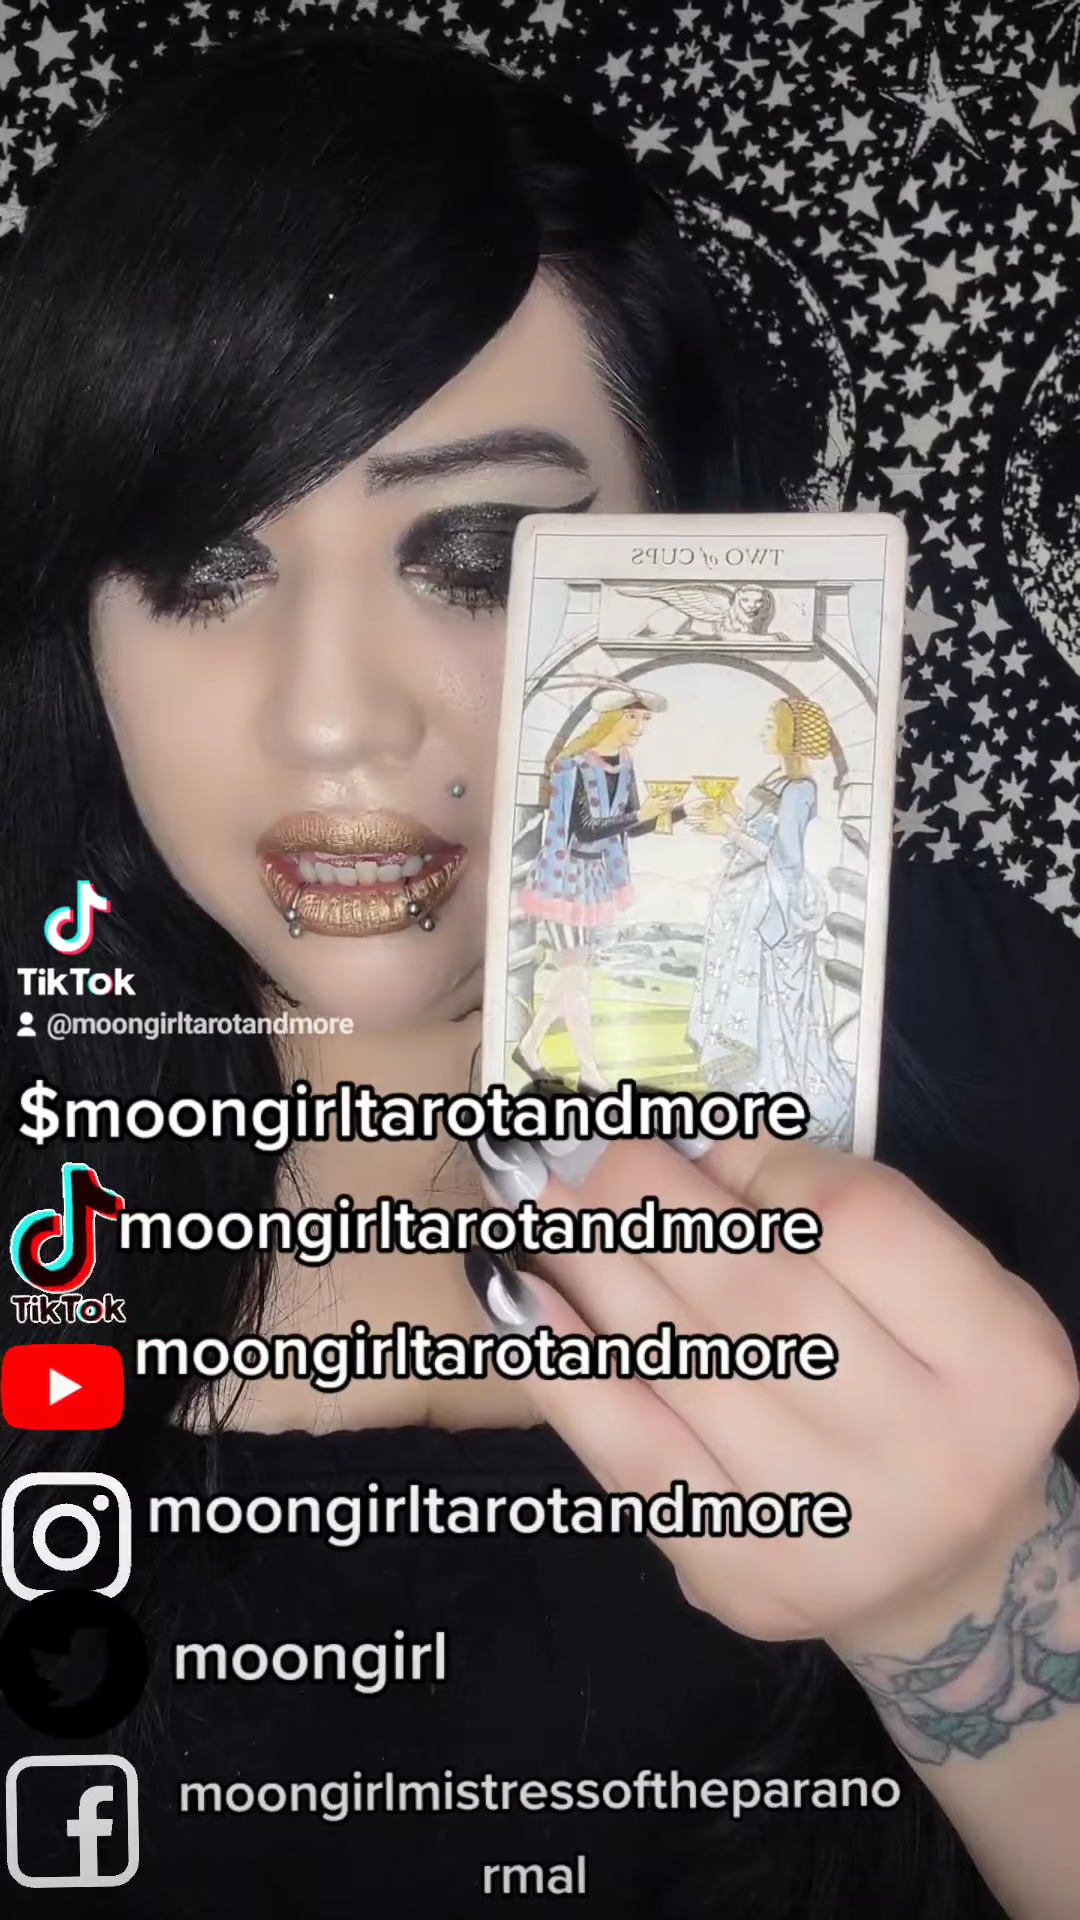 TWO of CUPS
TikTok
@moongirltarotandmore
$moongirltarotandmore
moongirltarotandmore
TikTok
moongirltarotandmore
moongirltarotandmore
moongirl
moongirlmistressoftheparano
rmal